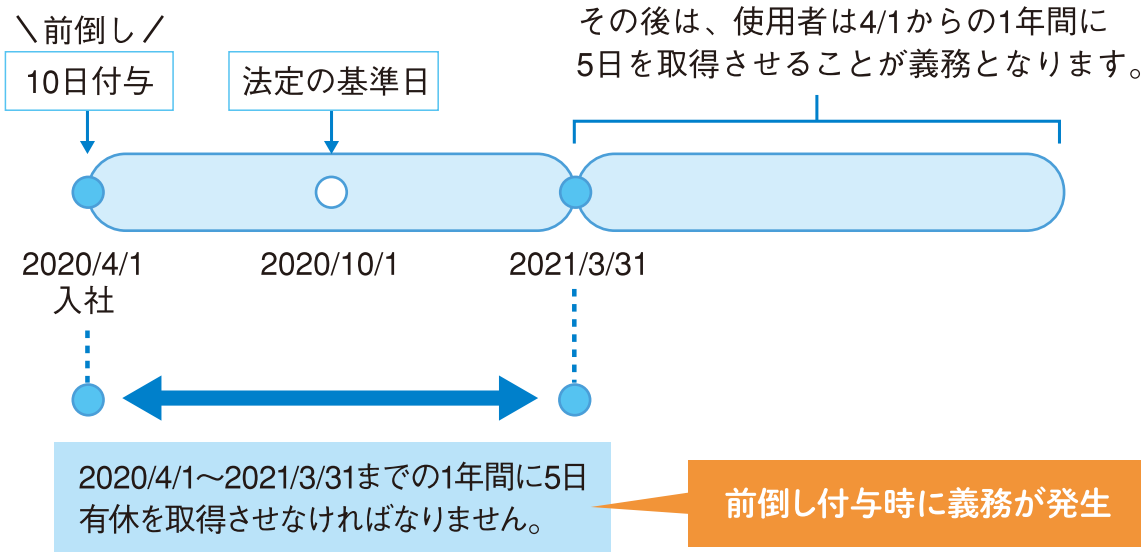 ＼前倒し／
10日付与
法定の基準日
その後は、使用者は4/1からの1年間に
5日を取得させることが義務となります。
2020/4/1
入社
2020/10/1
2021/3/31
2020/4/1～2021/3/31までの1年間に5日
有休を取得させなければなりません。
前倒し付与時に義務が発生